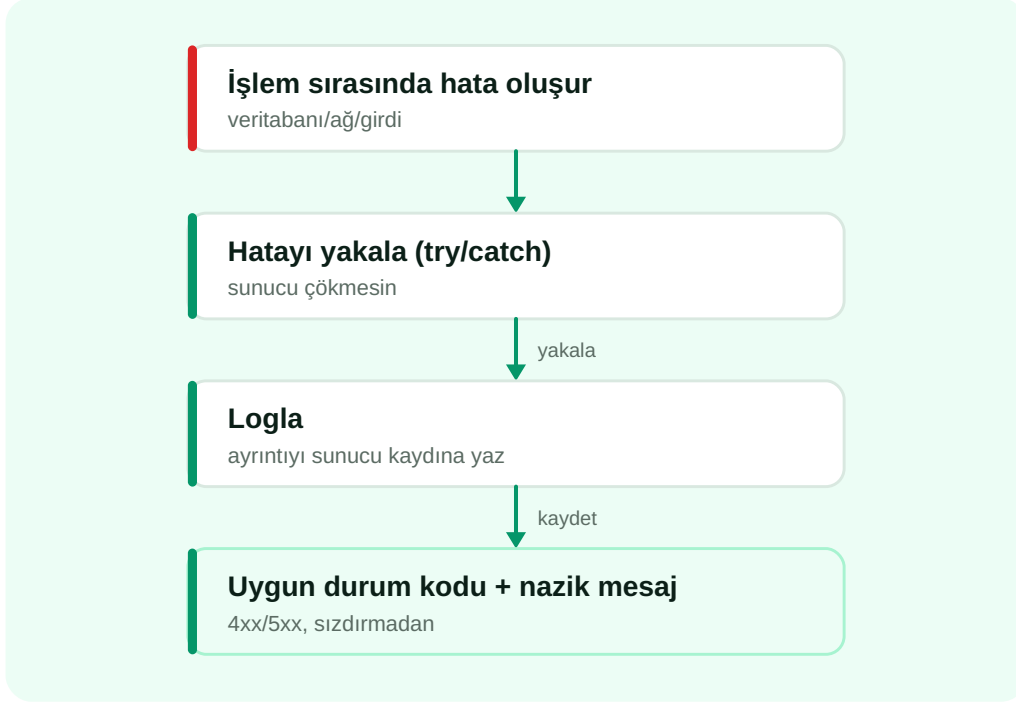 İşlem sırasında hata oluşur
veritabanı/ağ/girdi
Hatayı yakala (try/catch)
sunucu çökmesin
yakala
Logla
ayrıntıyı sunucu kaydına yaz
kaydet
Uygun durum kodu + nazik mesaj
4xx/5xx, sızdırmadan